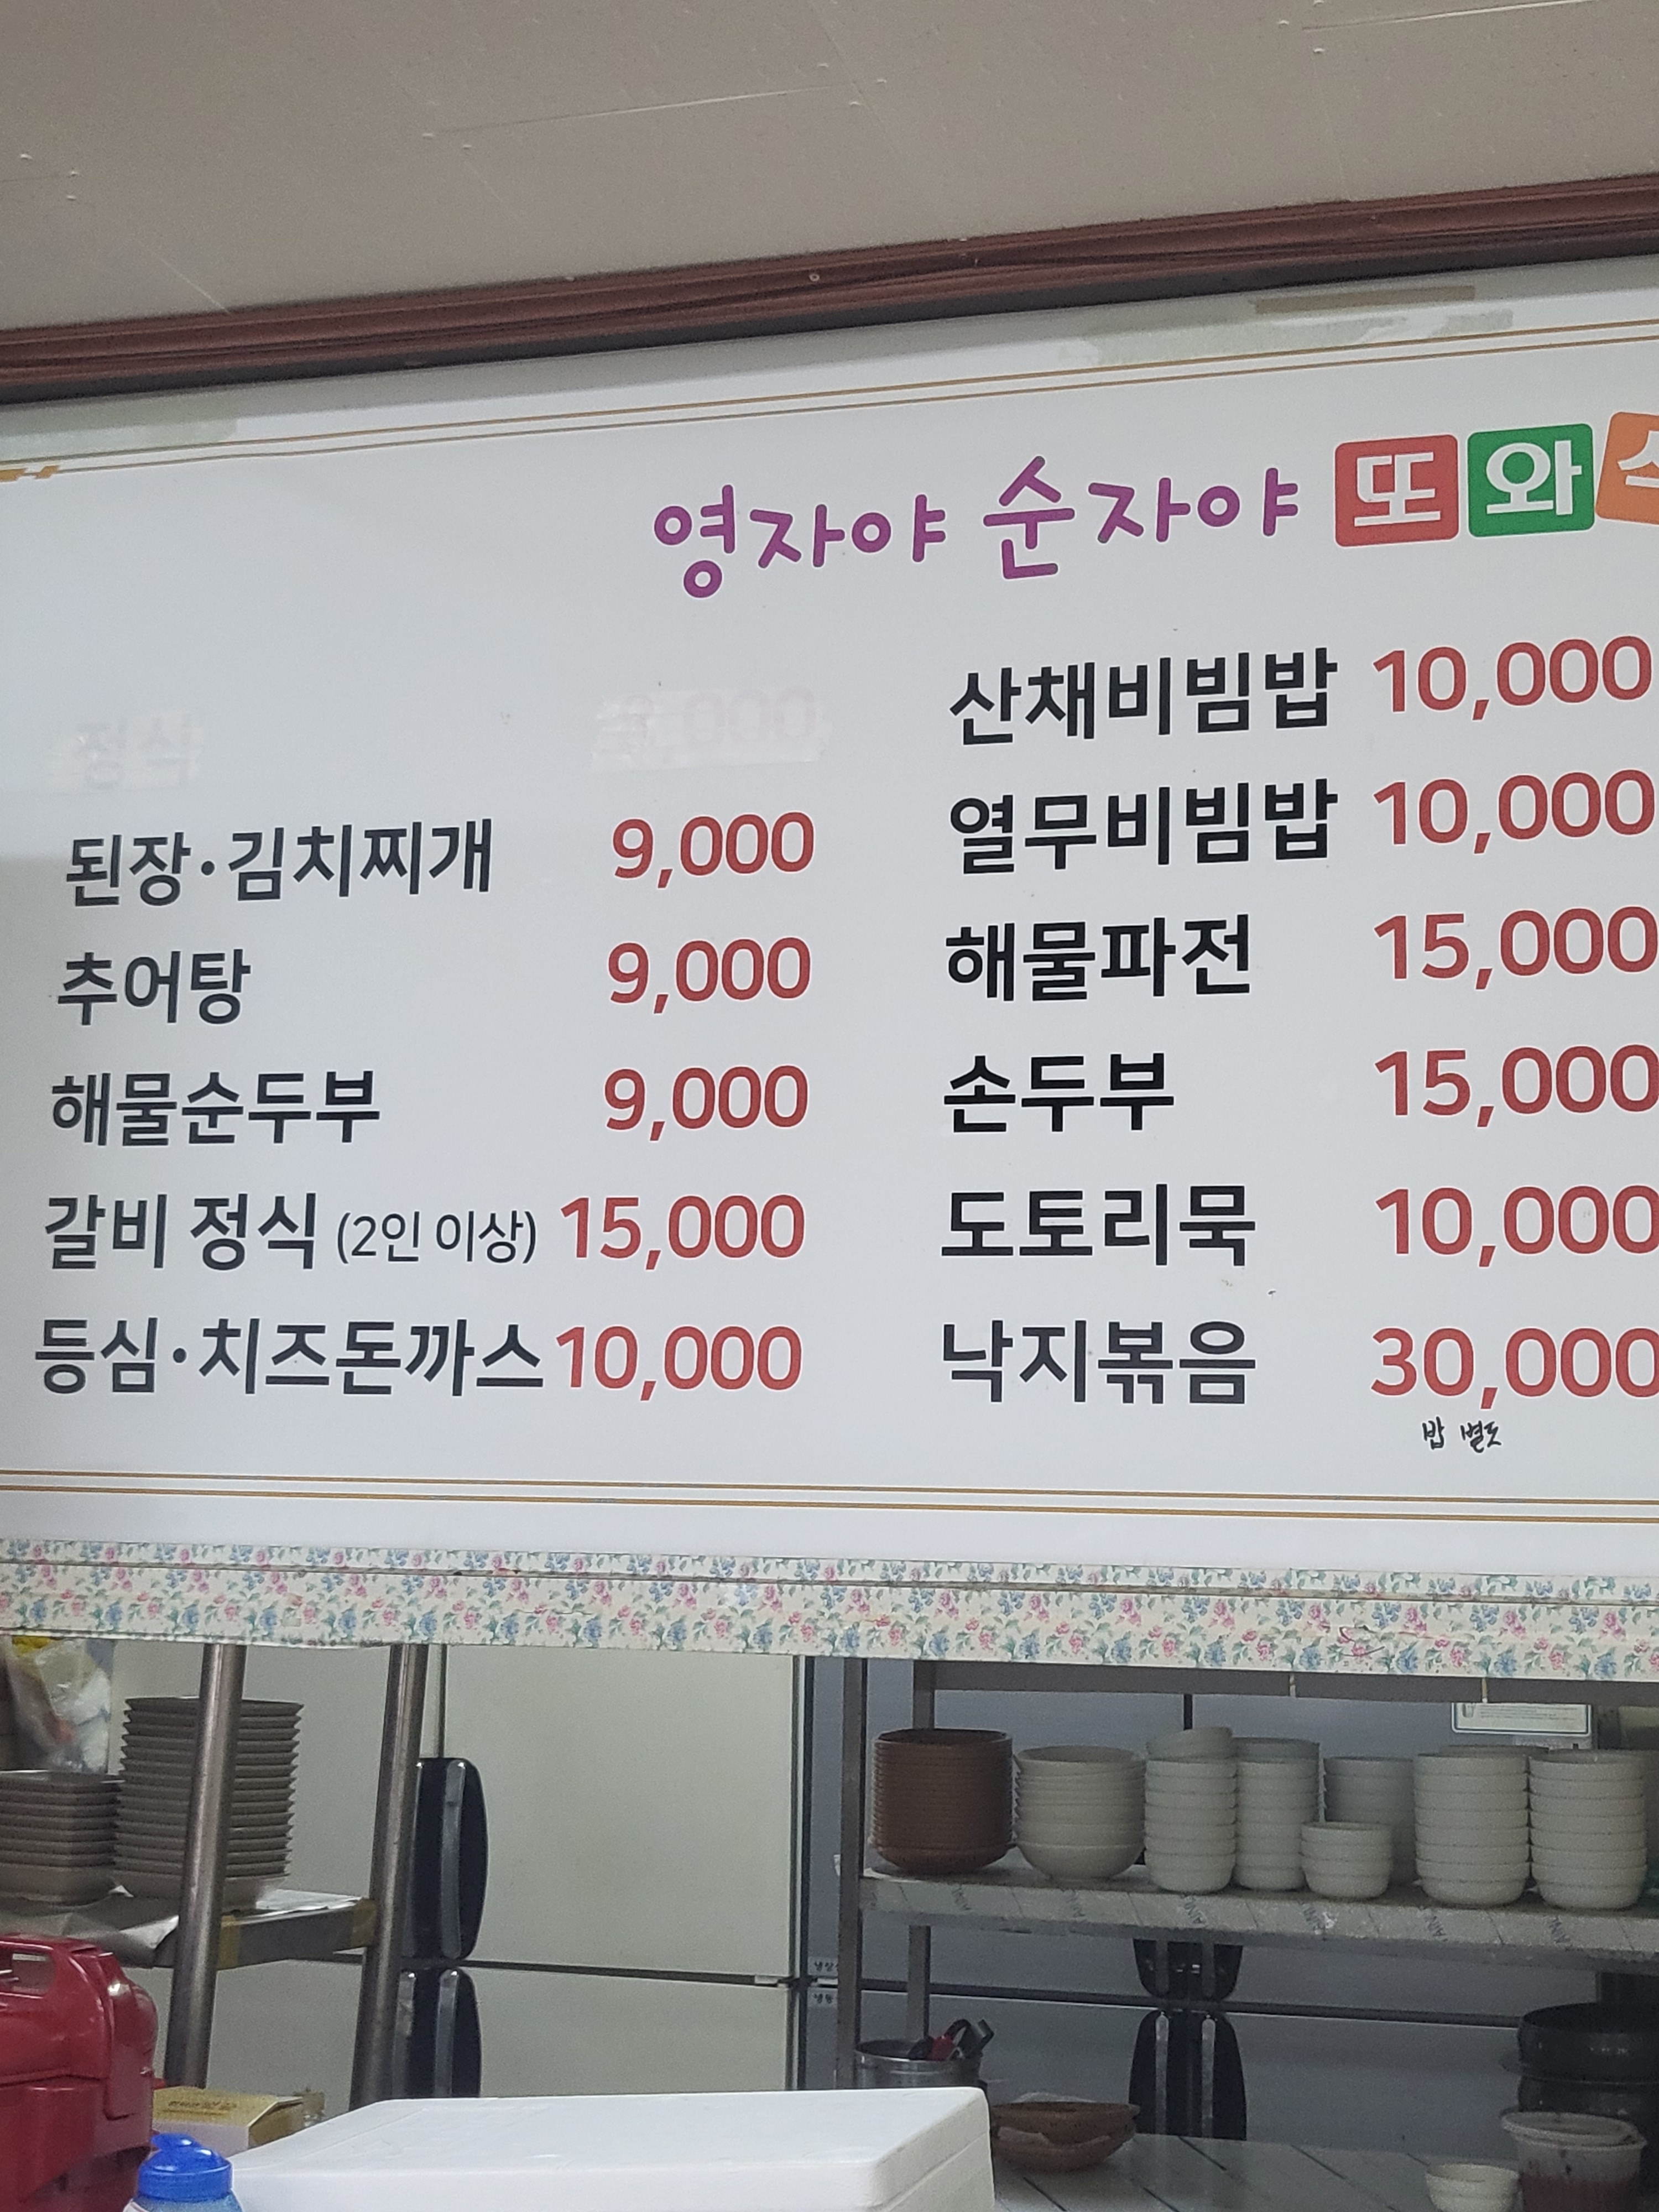 영자야 순자야 또와
정식
된장·김치찌개 9,000
추어탕 9,000
해물순두부 9,000
갈비 정식 (2인 이상) 15,000
등심·치즈돈까스 10,000
산채비빔밥 10,000
열무비빔밥 10,000
해물파전 15,000
손두부 15,000
도토리묵 10,000
낙지볶음 30,000
밥 별도